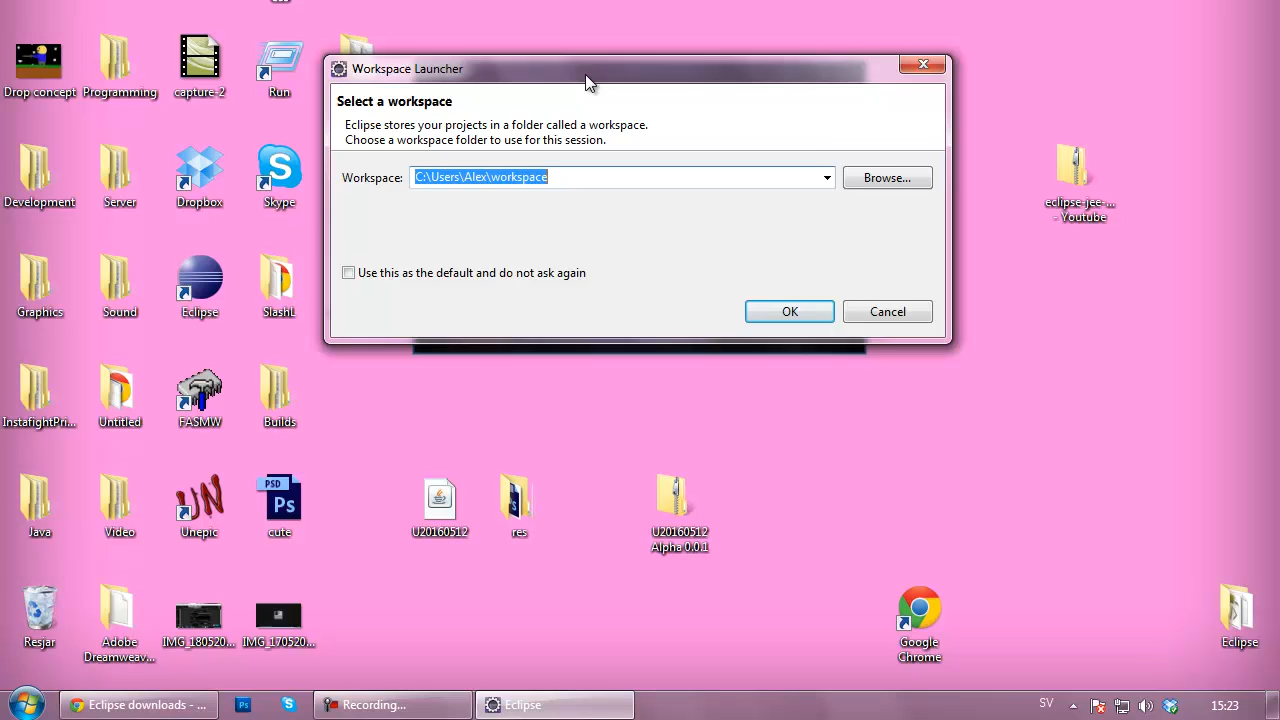 Workspace Launcher
Select a workspace
Eclipse stores your projects in a folder called a workspace.
Choose a workspace folder to use for this session.
Workspace:
C:\Users\Alex\workspace
Browse...
Use this as the default and do not ask again
OK
Cancel
Drop concept
Programming
capture-2
Run
Development
Server
Dropbox
Skype
eclipse-jee-...
- Youtube
Graphics
Sound
Eclipse
SlashL
InstafightPri...
Untitled
FASMW
Builds
PSD
Ps
Java
Video
Unepic
cute
U20160512
res
U20160512
Alpha 0.0.1
Resjar
Adobe
Dreamweav...
IMG_180520...
IMG_170520...
Google
Chrome
Eclipse
Eclipse downloads - ...
Ps
Recording...
Eclipse
SV
15:23